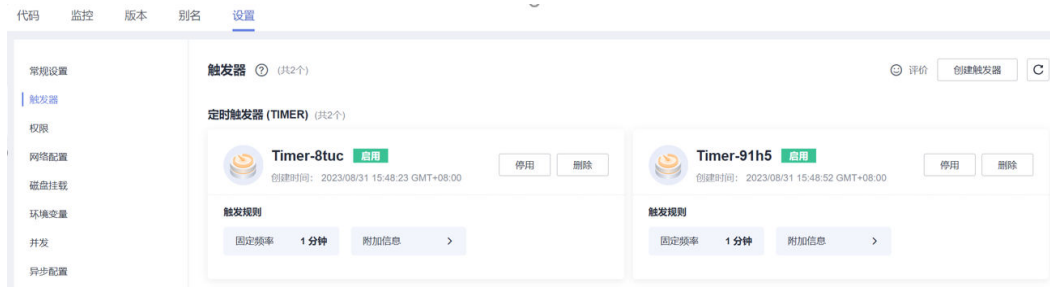 代码 监控 版本 别名 设置
常规设置
触发器
权限
网络配置
磁盘挂载
环境变量
并发
异步配置
触发器 ? (共2个) 评价 创建触发器
定时触发器 (TIMER) (共2个)
Timer-8tuc 启用 停用 删除
创建时间: 2023/08/31 15:48:23 GMT+08:00
触发规则
固定频率 1 分钟 附加信息 >
Timer-91h5 启用 停用 删除
创建时间: 2023/08/31 15:48:52 GMT+08:00
触发规则
固定频率 1 分钟 附加信息 >